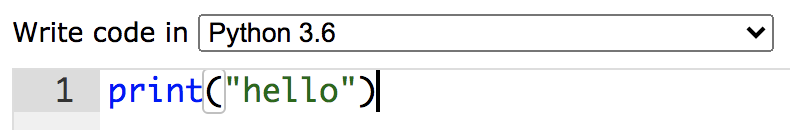 Write code in Python 3.6
1 print("hello")